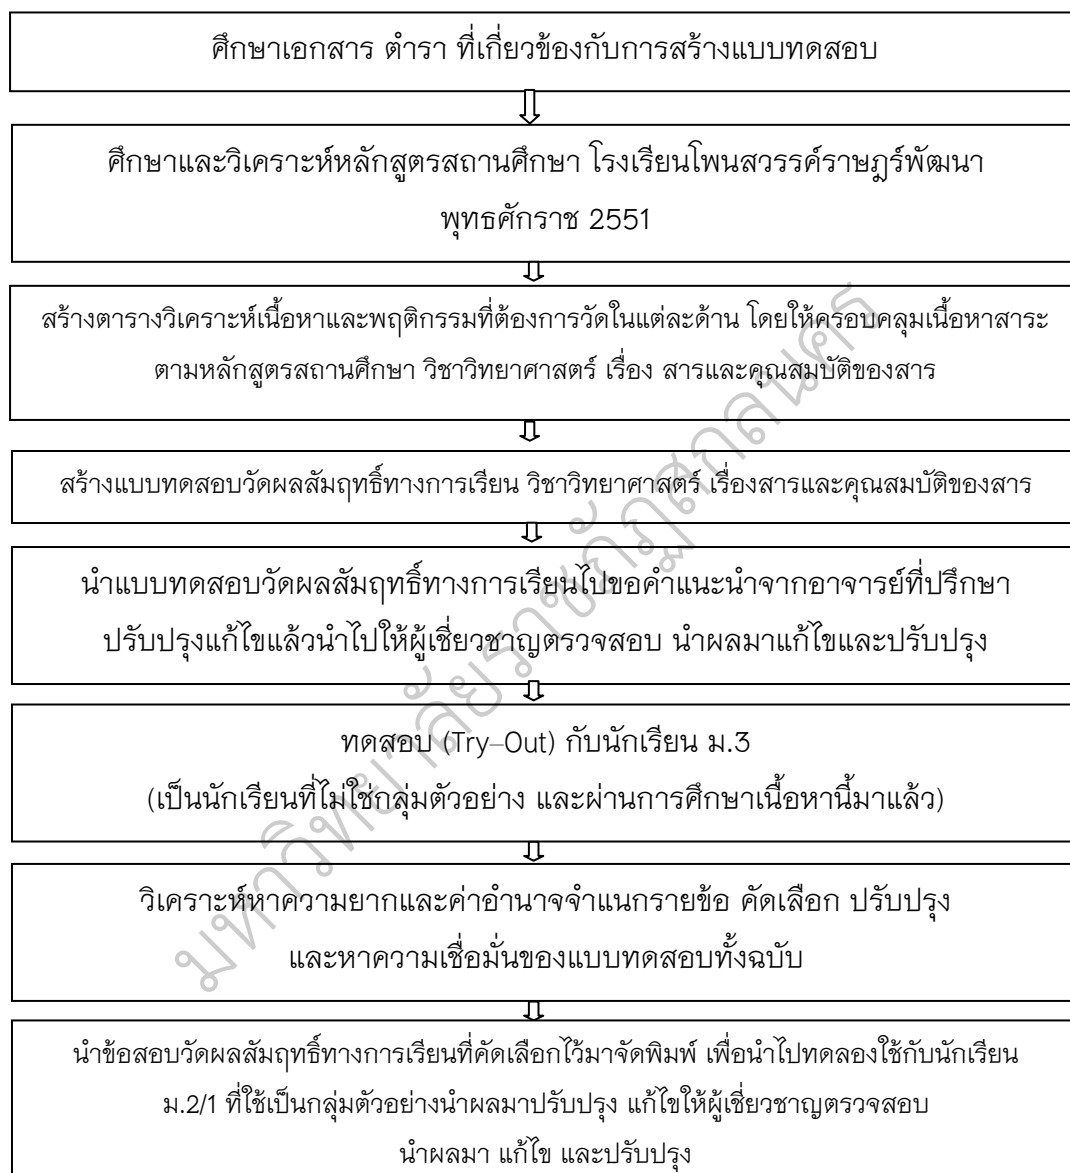 ศึกษาเอกสาร ตำรา ที่เกี่ยวข้องกับการสร้างแบบทดสอบ
ศึกษาและวิเคราะห์หลักสูตรสถานศึกษา โรงเรียนโพนสวรรค์ราษฎร์พัฒนา
พุทธศักราช 2551
สร้างตารางวิเคราะห์เนื้อหาและพฤติกรรมที่ต้องการวัดในแต่ละด้าน โดยให้ครอบคลุมเนื้อหาสาระ
ตามหลักสูตรสถานศึกษา วิชาวิทยาศาสตร์ เรื่อง สารและคุณสมบัติของสาร
สร้างแบบทดสอบวัดผลสัมฤทธิ์ทางการเรียน วิชาวิทยาศาสตร์ เรื่องสารและคุณสมบัติของสาร
นำแบบทดสอบวัดผลสัมฤทธิ์ทางการเรียนไปขอคำแนะนำจากอาจารย์ที่ปรึกษา
ปรับปรุงแก้ไขแล้วนำไปให้ผู้เชี่ยวชาญตรวจสอบ นำผลมาแก้ไขและปรับปรุง
ทดสอบ (Try–Out) กับนักเรียน ม.3
(เป็นนักเรียนที่ไม่ใช่กลุ่มตัวอย่าง และผ่านการศึกษาเนื้อหานี้มาแล้ว)
วิเคราะห์หาความยากและค่าอำนาจจำแนกรายข้อ คัดเลือก ปรับปรุง
และหาความเชื่อมั่นของแบบทดสอบทั้งฉบับ
นำข้อสอบวัดผลสัมฤทธิ์ทางการเรียนที่คัดเลือกไว้มาจัดพิมพ์ เพื่อนำไปทดลองใช้กับนักเรียน
ม.2/1 ที่ใช้เป็นกลุ่มตัวอย่างนำผลมาปรับปรุง แก้ไขให้ผู้เชี่ยวชาญตรวจสอบ
นำผลมา แก้ไข และปรับปรุง
มหาวิทยาลัยราชภัฏสกลนคร